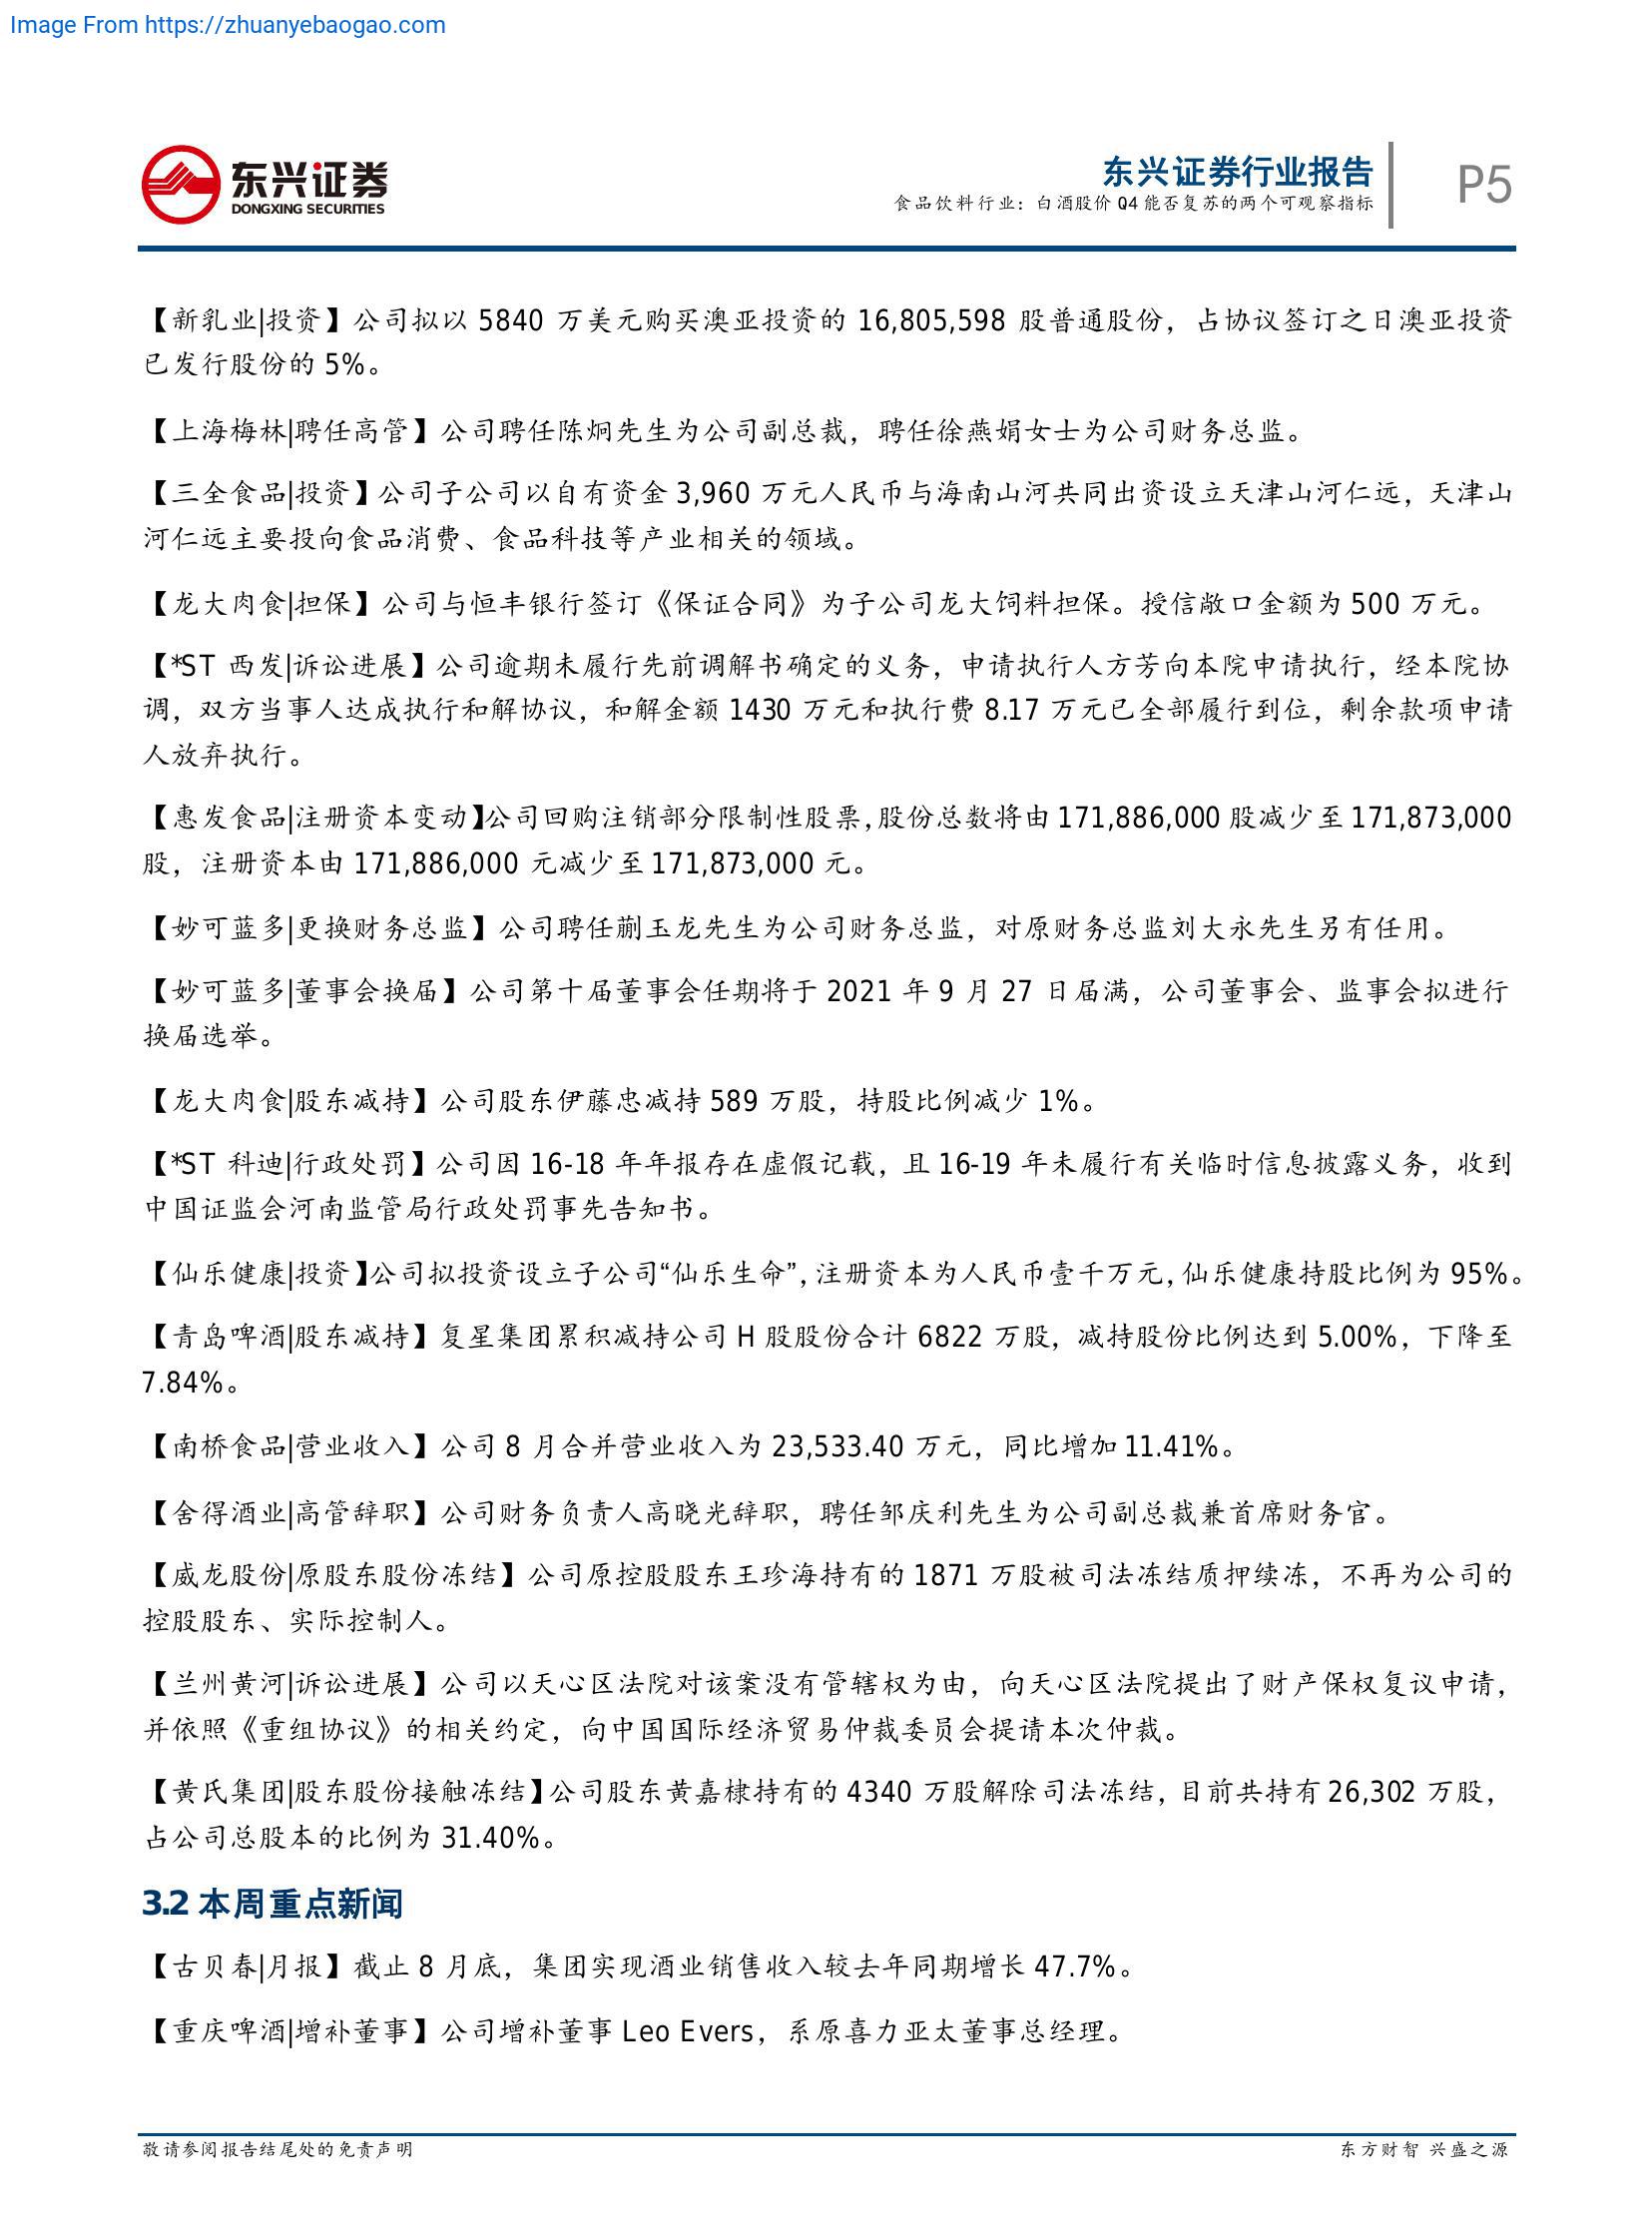 Image From https://zhuanyebaogao.com
东兴证券
DONGXING SECURITIES
东兴证券行业报告
食品饮料行业：白酒股价 Q4 能否复苏的两个可观察指标
P5
【新乳业|投资】公司拟以 5840 万美元购买澳亚投资的 16,805,598 股普通股份，占协议签订之日澳亚投资
已发行股份的 5%。
【上海梅林|聘任高管】公司聘任陈炯先生为公司副总裁，聘任徐燕娟女士为公司财务总监。
【三全食品|投资】公司子公司以自有资金 3,960 万元人民币与海南山河共同出资设立天津山河仁远，天津山
河仁远主要投向食品消费、食品科技等产业相关的领域。
【龙大肉食|担保】公司与恒丰银行签订《保证合同》为子公司龙大饲料担保。授信敞口金额为 500 万元。
【*ST 西发|诉讼进展】公司逾期未履行先前调解书确定的义务，申请执行人方芳向本院申请执行，经本院协
调，双方当事人达成执行和解协议，和解金额 1430 万元和执行费 8.17 万元已全部履行到位，剩余款项申请
人放弃执行。
【惠发食品|注册资本变动】公司回购注销部分限制性股票，股份总数将由 171,886,000 股减少至 171,873,000
股，注册资本由 171,886,000 元减少至 171,873,000 元。
【妙可蓝多|更换财务总监】公司聘任蒯玉龙先生为公司财务总监，对原财务总监刘大永先生另有任用。
【妙可蓝多|董事会换届】公司第十届董事会任期将于 2021 年 9 月 27 日届满，公司董事会、监事会拟进行
换届选举。
【龙大肉食|股东减持】公司股东伊藤忠减持 589 万股，持股比例减少 1%。
【*ST 科迪|行政处罚】公司因 16-18 年年报存在虚假记载，且 16-19 年未履行有关临时信息披露义务，收到
中国证监会河南监管局行政处罚事先告知书。
【仙乐健康|投资】公司拟投资设立子公司“仙乐生命”，注册资本为人民币壹千万元，仙乐健康持股比例为 95%。
【青岛啤酒|股东减持】复星集团累积减持公司 H 股股份合计 6822 万股，减持股份比例达到 5.00%，下降至
7.84%。
【南桥食品|营业收入】公司 8 月合并营业收入为 23,533.40 万元，同比增加 11.41%。
【舍得酒业|高管辞职】公司财务负责人高晓光辞职，聘任邹庆利先生为公司副总裁兼首席财务官。
【威龙股份|原股东股份冻结】公司原控股股东王珍海持有的 1871 万股被司法冻结质押续冻，不再为公司的
控股股东、实际控制人。
【兰州黄河|诉讼进展】公司以天心区法院对该案没有管辖权为由，向天心区法院提出了财产保权复议申请，
并依照《重组协议》的相关约定，向中国国际经济贸易仲裁委员会提请本次仲裁。
【黄氏集团|股东股份接触冻结】公司股东黄嘉棣持有的 4340 万股解除司法冻结，目前共持有 26,302 万股，
占公司总股本的比例为 31.40%。
3.2 本周重点新闻
【古贝春|月报】截止 8 月底，集团实现酒业销售收入较去年同期增长 47.7%。
【重庆啤酒|增补董事】公司增补董事 Leo Evers，系原喜力亚太董事总经理。
敬请参阅报告结尾处的免责声明
东方财智 兴盛之源